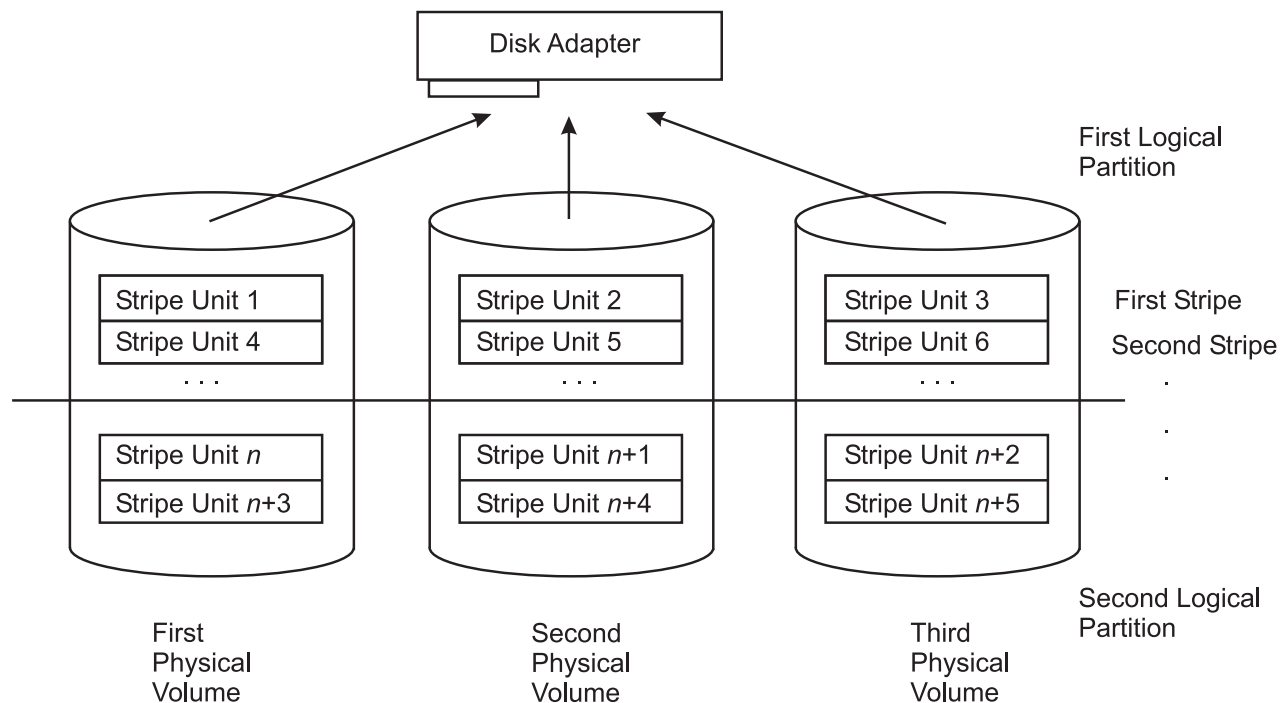 Disk Adapter
First Logical
Partition
Stripe Unit 1
Stripe Unit 2
Stripe Unit 3
First Stripe
Stripe Unit 4
Stripe Unit 5
Stripe Unit 6
Second Stripe
. . .
. . .
. . .
.
.
.
Stripe Unit n
Stripe Unit n+1
Stripe Unit n+2
Stripe Unit n+3
Stripe Unit n+4
Stripe Unit n+5
Second Logical
Partition
First
Physical
Volume
Second
Physical
Volume
Third
Physical
Volume